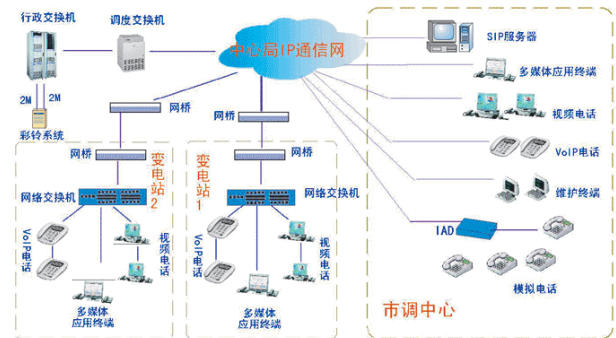 行政交换机
调度交换机
中心局IP通信网
SIP服务器
多媒体应用终端
视频电话
VoIP电话
维护终端
IAD
模拟电话
市调中心
2M
2M
彩铃系统
网桥
网桥
网桥
网桥
变电站2
变电站1
网络交换机
网络交换机
VoIP电话
视频电话
多媒体
应用终端
VoIP电话
视频电话
多媒体
应用终端